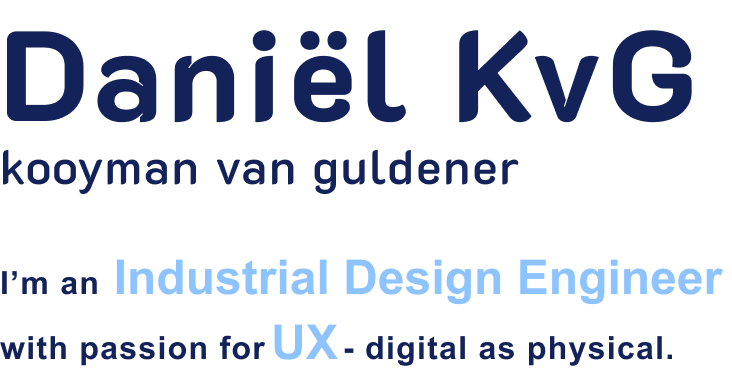 Daniël KvG
kooyman van guldener
I’m an Industrial Design Engineer
with passion for UX - digital as physical.